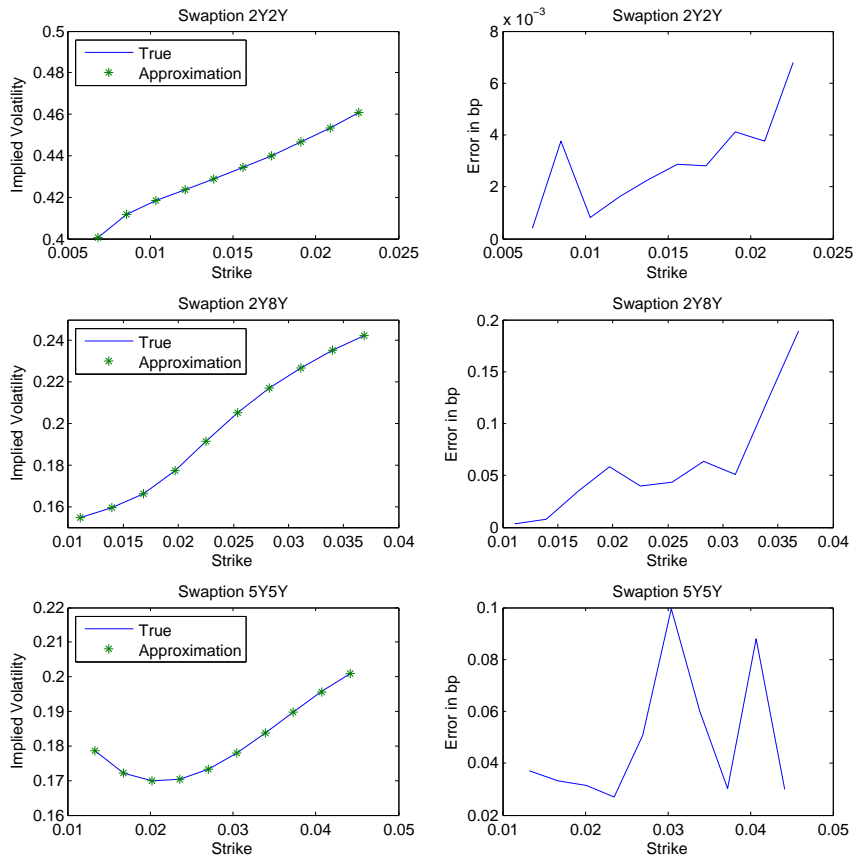 Swaption 2Y2Y
Implied Volatility
0.5
0.48
0.46
0.44
0.42
0.4
True
Approximation
0.005
0.01
0.015
0.02
0.025
Strike
Swaption 2Y2Y
x 10⁻³
Error in bp
8
6
4
2
0
0.005
0.01
0.015
0.02
0.025
Strike
Swaption 2Y8Y
Implied Volatility
0.24
0.22
0.2
0.18
0.16
True
Approximation
0.01
0.015
0.02
0.025
0.03
0.035
0.04
Strike
Swaption 2Y8Y
Error in bp
0.2
0.15
0.1
0.05
0
0.01
0.015
0.02
0.025
0.03
0.035
0.04
Strike
Swaption 5Y5Y
Implied Volatility
0.22
0.21
0.2
0.19
0.18
0.17
0.16
True
Approximation
0.01
0.02
0.03
0.04
0.05
Strike
Swaption 5Y5Y
Error in bp
0.1
0.08
0.06
0.04
0.02
0.01
0.02
0.03
0.04
0.05
Strike